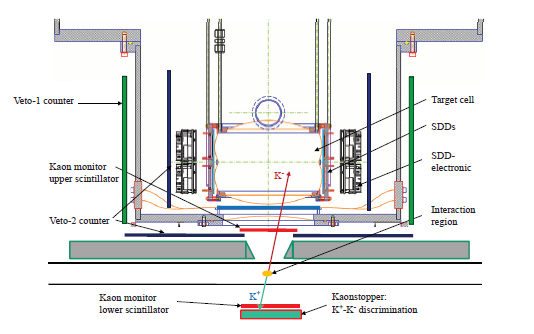 Veto-1 counter
Target cell
SDDs
SDD-
electronic
Kaon monitor
upper scintillator
K-
Veto-2 counter
Interaction
region
K+
Kaon monitor
lower scintillator
Kaonstopper:
K+-K- discrimination